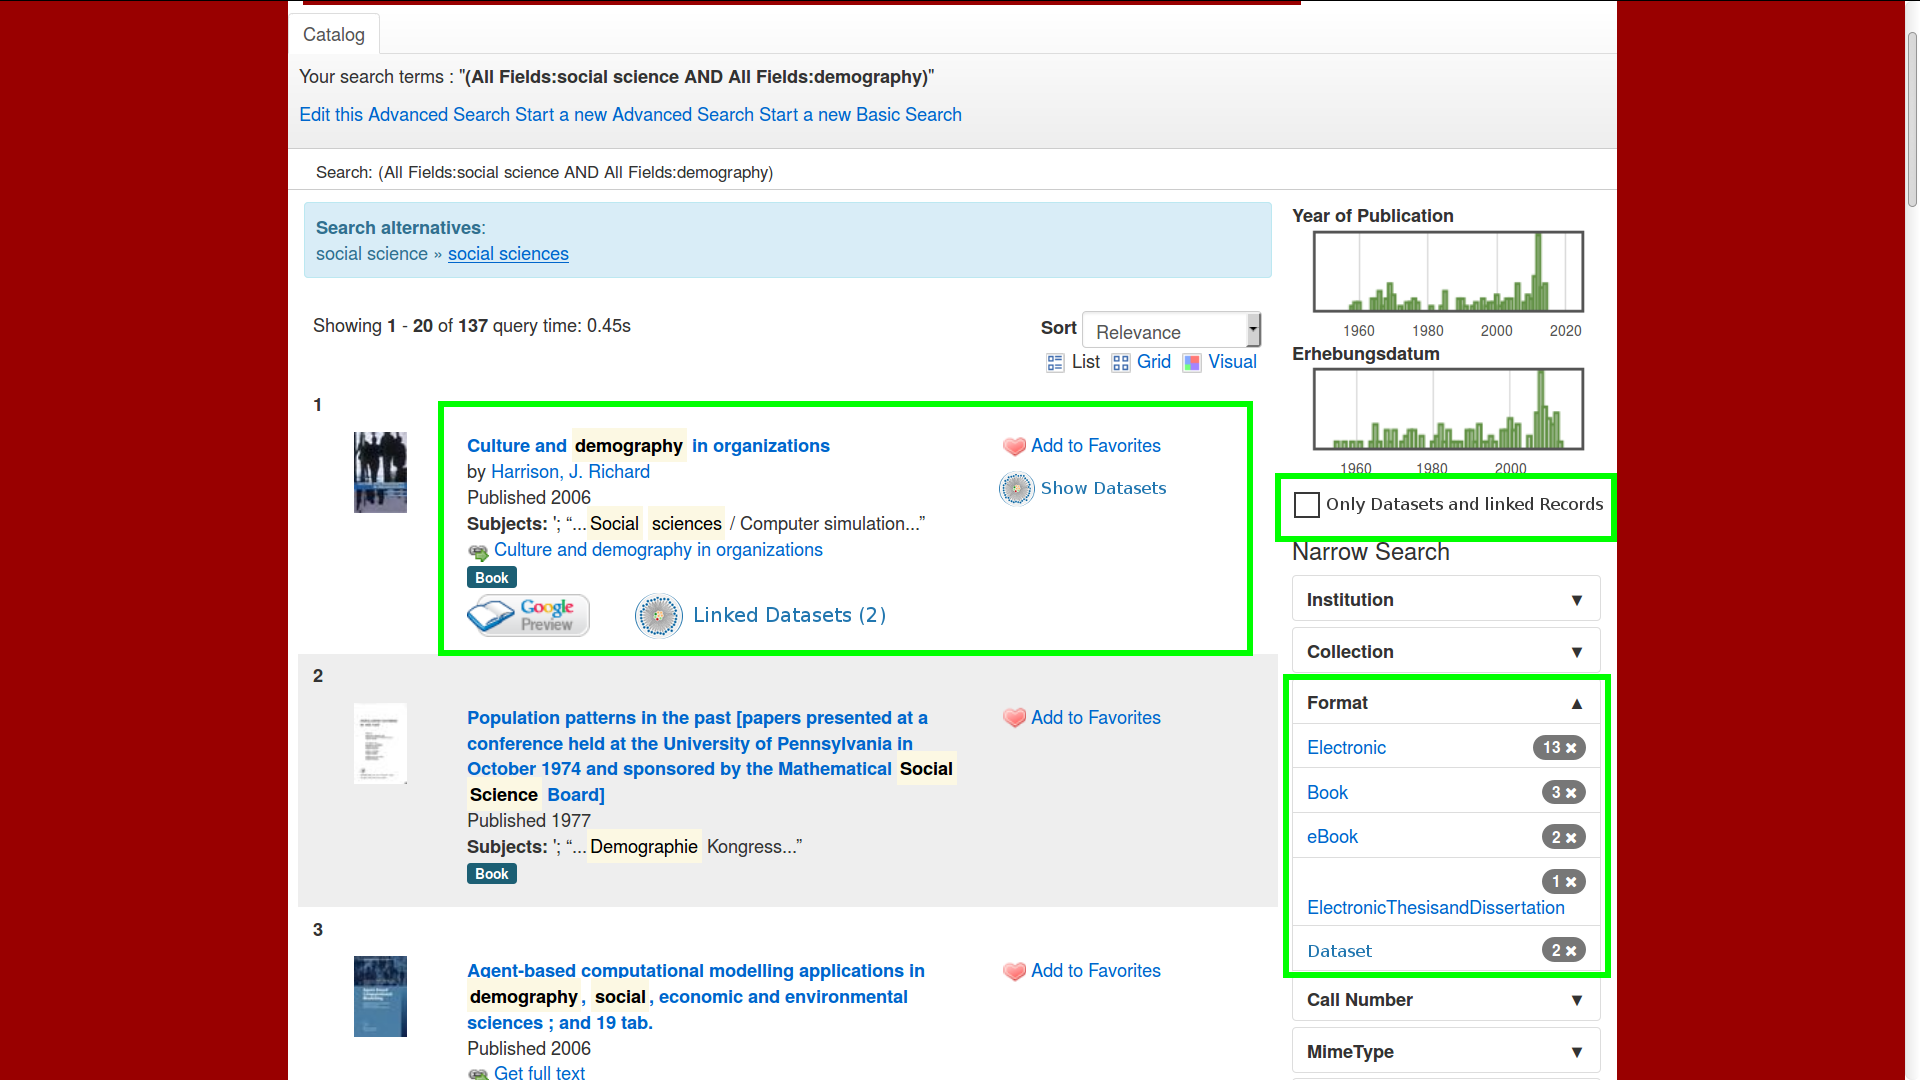 Catalog
Your search terms : "(All Fields:social science AND All Fields:demography)"
Edit this Advanced Search Start a new Advanced Search Start a new Basic Search
Search: (All Fields:social science AND All Fields:demography)
Search alternatives:
social science » social sciences
Showing 1 - 20 of 137 query time: 0.45s
Sort Relevance
List Grid Visual
1
Culture and demography in organizations
by Harrison, J. Richard
Published 2006
Subjects: '; “... Social sciences / Computer simulation...”
Culture and demography in organizations
Book
Google Preview
Linked Datasets (2)
Add to Favorites
Show Datasets
2
Population patterns in the past [papers presented at a
conference held at the University of Pennsylvania in
October 1974 and sponsored by the Mathematical Social
Science Board]
Published 1977
Subjects: '; “... Demographie Kongress...”
Book
Add to Favorites
3
Agent-based computational modelling applications in
demography, social, economic and environmental
sciences ; and 19 tab.
Published 2006
Get full text
Add to Favorites
Year of Publication
1960 1980 2000 2020
Erhebungsdatum
1960 1980 2000
Only Datasets and linked Records
Narrow Search
Institution ▼
Collection ▼
Format ▲
Electronic 13 ✖
Book 3 ✖
eBook 2 ✖
1 ✖
ElectronicThesisandDissertation
Dataset 2 ✖
Call Number ▼
MimeType ▼